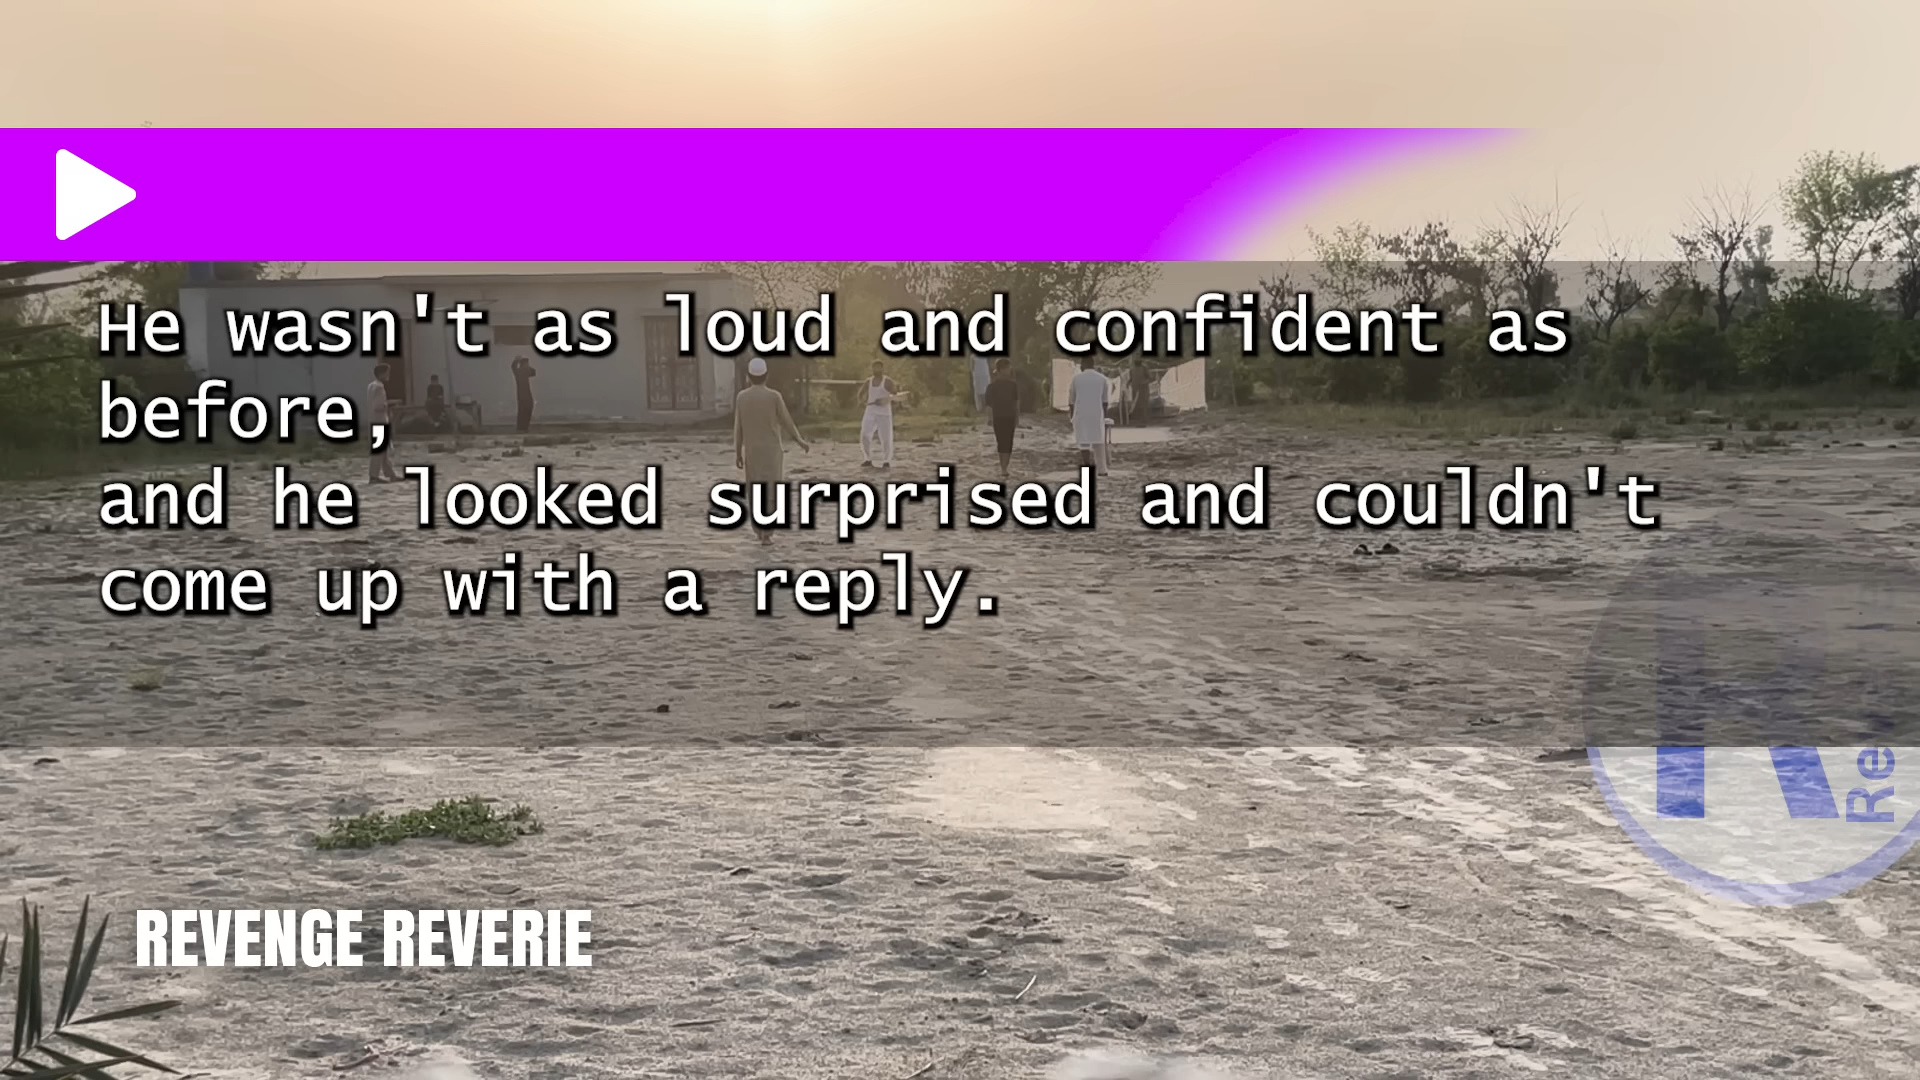 He wasn't as loud and confident as
before,
and he looked surprised and couldn't
come up with a reply.
R
Re
REVENGE REVERIE